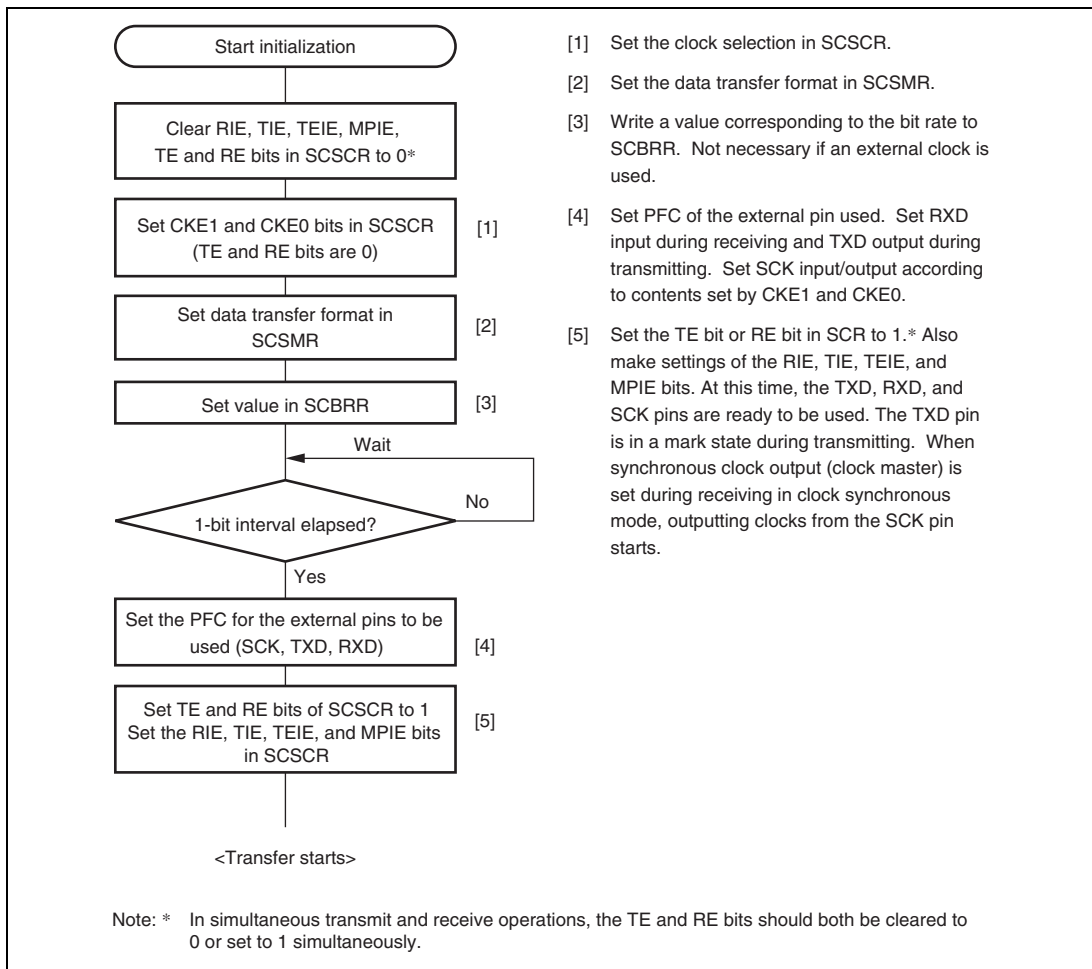 Start initialization
Clear RIE, TIE, TEIE, MPIE,
TE and RE bits in SCSCR to 0*
Set CKE1 and CKE0 bits in SCSCR
(TE and RE bits are 0)
[1]
Set data transfer format in
SCSMR
[2]
Set value in SCBRR
[3]
Wait
No
1-bit interval elapsed?
Yes
Set the PFC for the external pins to be
used (SCK, TXD, RXD)
[4]
Set TE and RE bits of SCSCR to 1
Set the RIE, TIE, TEIE, and MPIE bits
in SCSCR
[5]
<Transfer starts>
[1] Set the clock selection in SCSCR.
[2] Set the data transfer format in SCSMR.
[3] Write a value corresponding to the bit rate to
SCBRR. Not necessary if an external clock is
used.
[4] Set PFC of the external pin used. Set RXD
input during receiving and TXD output during
transmitting. Set SCK input/output according
to contents set by CKE1 and CKE0.
[5] Set the TE bit or RE bit in SCR to 1.* Also
make settings of the RIE, TIE, TEIE, and
MPIE bits. At this time, the TXD, RXD, and
SCK pins are ready to be used. The TXD pin
is in a mark state during transmitting. When
synchronous clock output (clock master) is
set during receiving in clock synchronous
mode, outputting clocks from the SCK pin
starts.
Note: * In simultaneous transmit and receive operations, the TE and RE bits should both be cleared to
0 or set to 1 simultaneously.